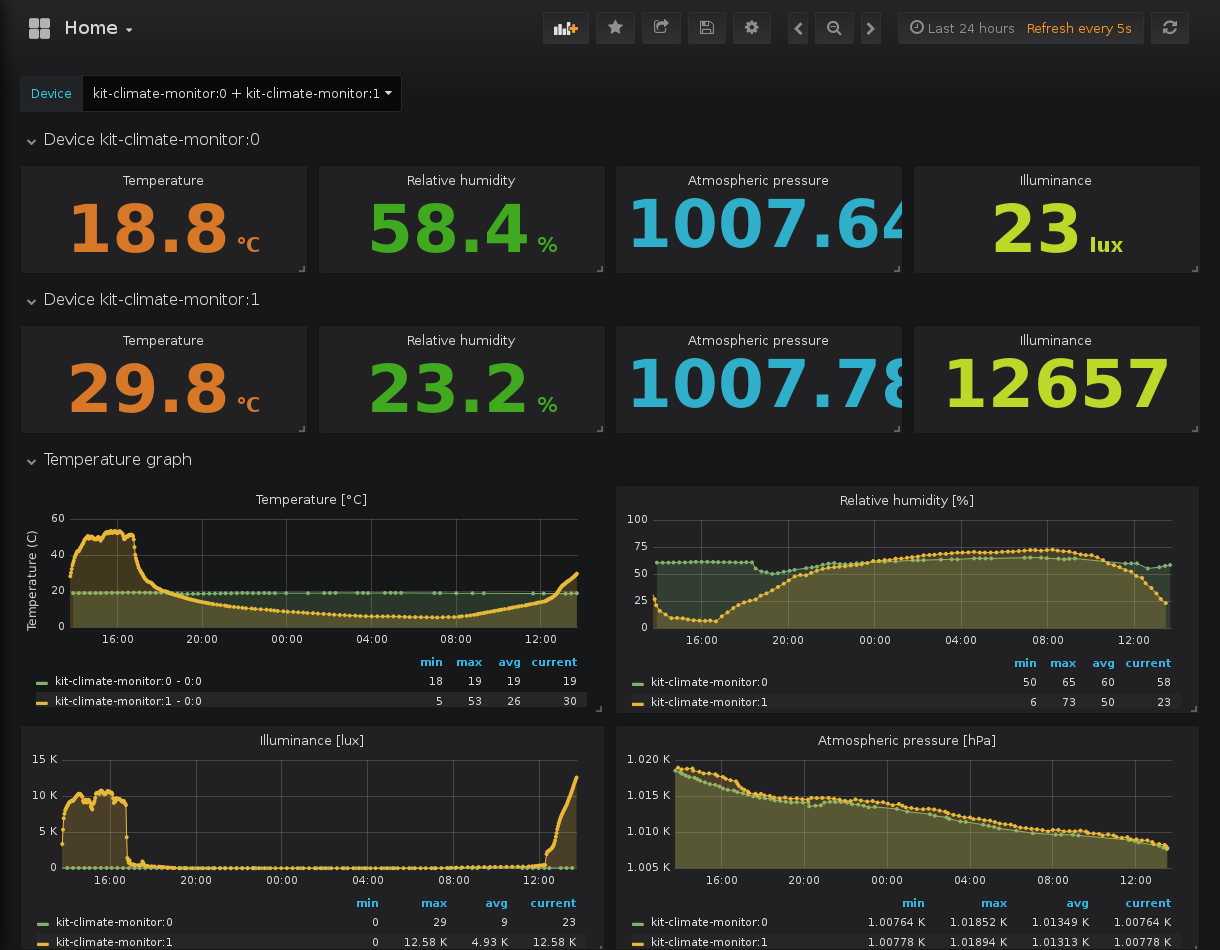 Home
Last 24 hours Refresh every 5s
Device kit-climate-monitor:0 + kit-climate-monitor:1
Device kit-climate-monitor:0
Temperature Relative humidity Atmospheric pressure Illuminance
18.8 °C 58.4 % 1007.64 23 lux
Device kit-climate-monitor:1
Temperature Relative humidity Atmospheric pressure Illuminance
29.8 °C 23.2 % 1007.78 12657
Temperature graph
Temperature [°C]
Temperature (C)
60
40
20
0
16:00 20:00 00:00 04:00 08:00 12:00
min max avg current
kit-climate-monitor:0 - 0:0 18 19 19 19
kit-climate-monitor:1 - 0:0 5 53 26 30
Relative humidity [%]
100
75
50
25
0
16:00 20:00 00:00 04:00 08:00 12:00
min max avg current
kit-climate-monitor:0 50 65 60 58
kit-climate-monitor:1 6 73 50 23
Illuminance [lux]
15 K
10 K
5 K
0
16:00 20:00 00:00 04:00 08:00 12:00
min max avg current
kit-climate-monitor:0 0 29 9 23
kit-climate-monitor:1 0 12.58 K 4.93 K 12.58 K
Atmospheric pressure [hPa]
1.020 K
1.015 K
1.010 K
1.005 K
16:00 20:00 00:00 04:00 08:00 12:00
min max avg current
kit-climate-monitor:0 1.00764 K 1.01852 K 1.01349 K 1.00764 K
kit-climate-monitor:1 1.00778 K 1.01894 K 1.01313 K 1.00778 K